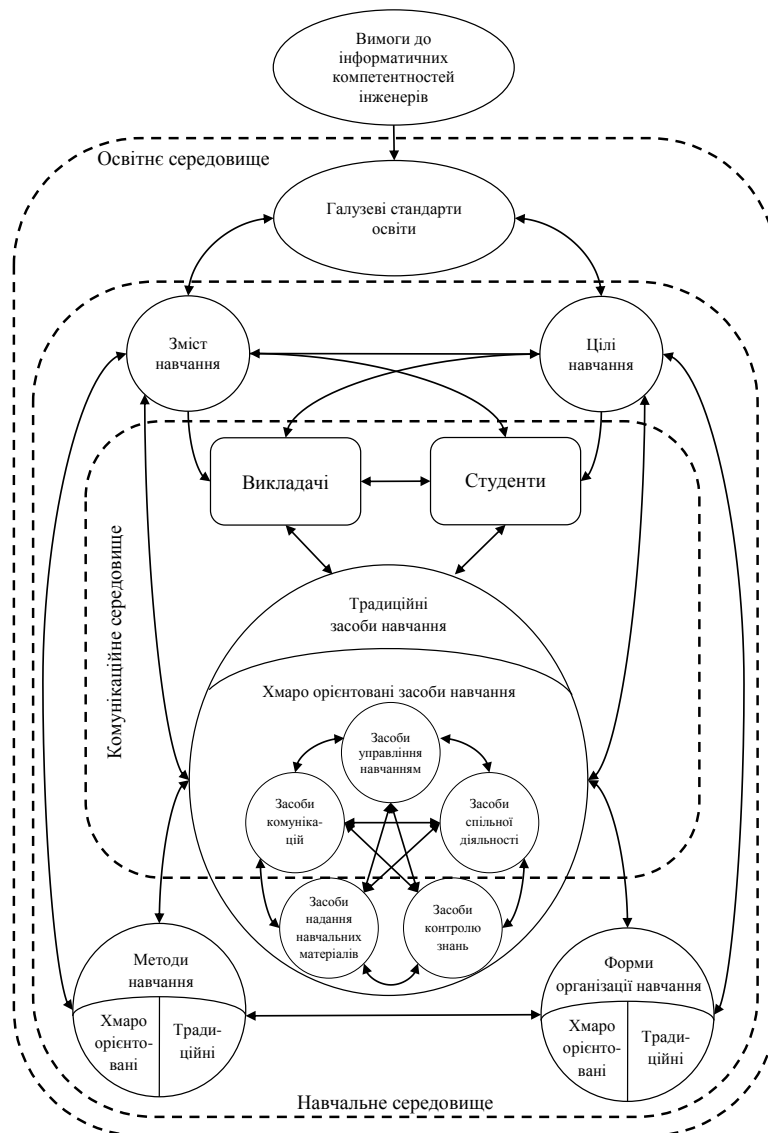 Вимоги до
інформатичних
компетентностей
інженерів
Освітнє середовище
Галузеві стандарти
освіти
Зміст
навчання
Цілі
навчання
Викладачі
Студенти
Комунікаційне середовище
Традиційні
засоби навчання
Хмаро орієнтовані засоби навчання
Засоби
управління
навчанням
Засоби
комуніка-
цій
Засоби
спільної
діяльності
Засоби
надання
навчальних
матеріалів
Засоби
контролю
знань
Методи
навчання
Хмаро
орієнто-
вані
Тради-
ційні
Форми
організації навчання
Хмаро
орієнто-
вані
Тради-
ційні
Навчальне середовище